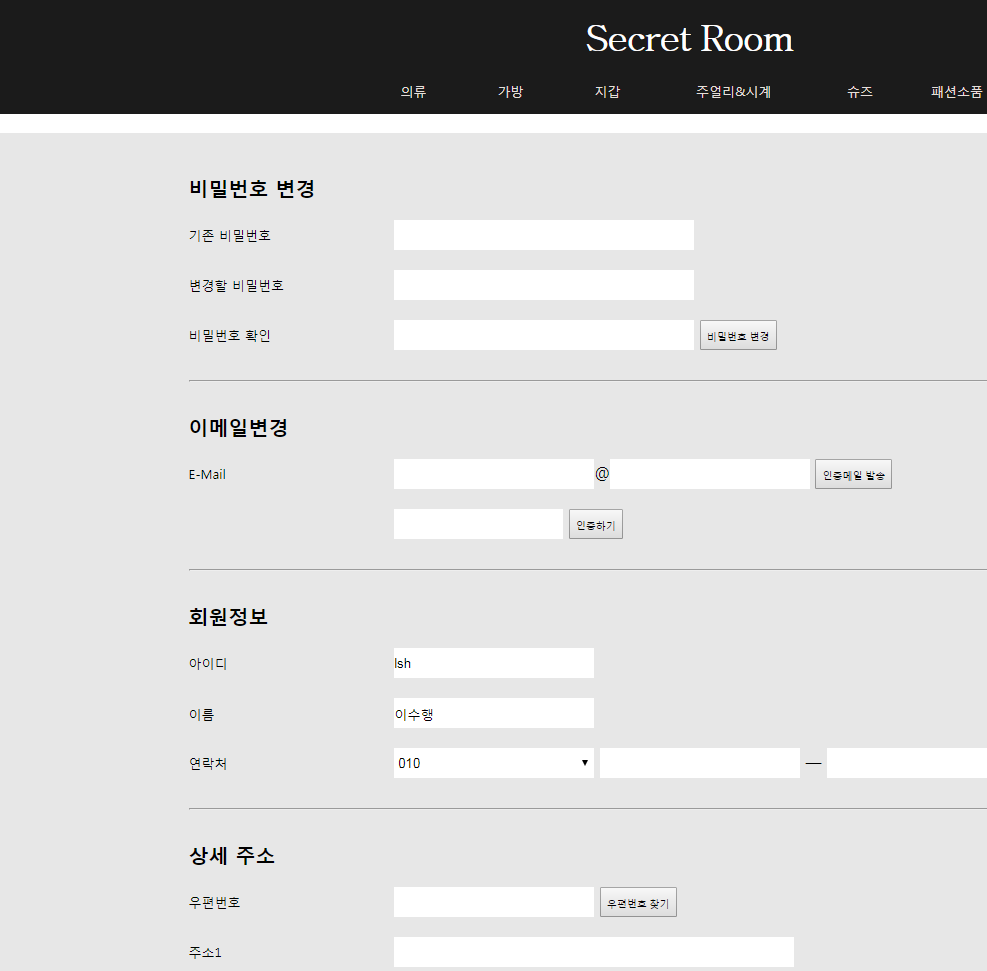 Secret Room
의류 가방 지갑 주얼리&시계 슈즈 패션소품
비밀번호 변경
기존 비밀번호
변경할 비밀번호
비밀번호 확인 비밀번호 변경
이메일변경
E-Mail @ 인증메일 발송
인증하기
회원정보
아이디 lsh
이름 이수행
연락처 010 —
상세 주소
우편번호 우편번호 찾기
주소1